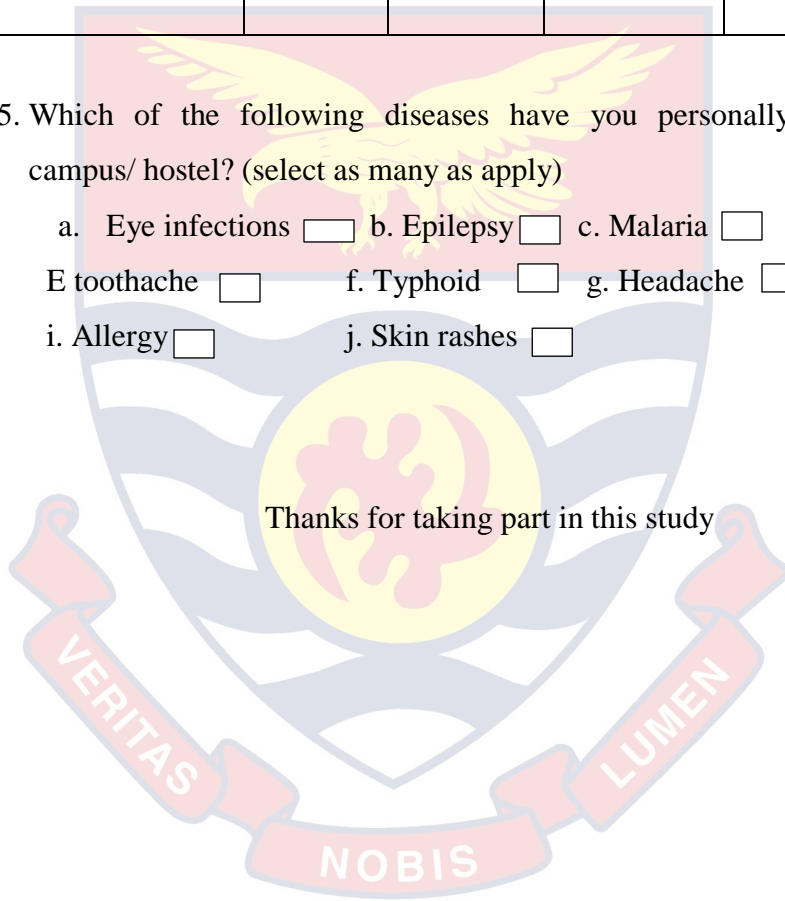 5. Which of the following diseases have you personally
campus/ hostel? (select as many as apply)
a. Eye infections b. Epilepsy c. Malaria
E toothache f. Typhoid g. Headache
i. Allergy j. Skin rashes
Thanks for taking part in this study
VERITAS
NOBIS
LUMEN